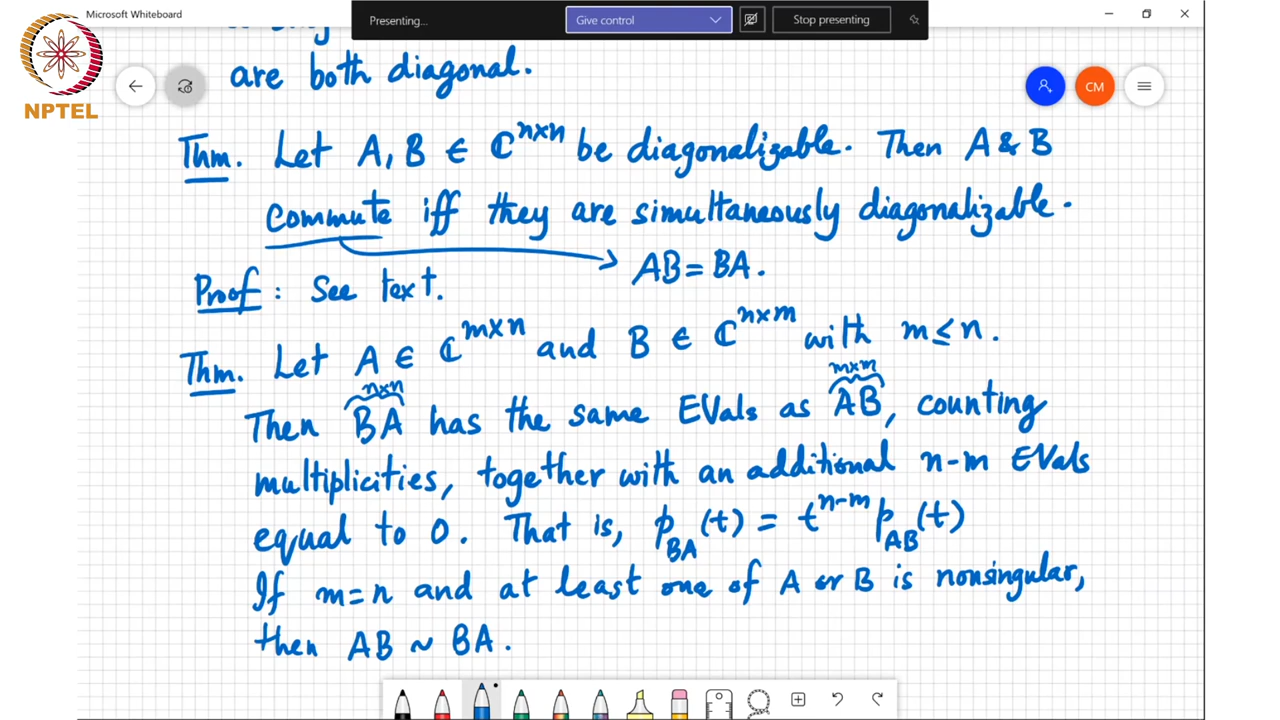 Microsoft Whiteboard
Presenting...
Give control
Stop presenting
NPTEL
CM
are both diagonal.
Thm. Let A, B ∈ ℂ^{n×n} be diagonalizable. Then A & B
commute iff they are simultaneously diagonalizable.
AB = BA.
Proof: See text.
Thm. Let A ∈ ℂ^{m×n} and B ∈ ℂ^{n×m} with m ≤ n.
n×n m×m
Then BA has the same EVals as AB, counting
multiplicities, together with an additional n-m EVals
equal to 0. That is, p_{BA}(t) = t^{n-m} p_{AB}(t)
If m=n and at least one of A or B is nonsingular,
then AB ~ BA.